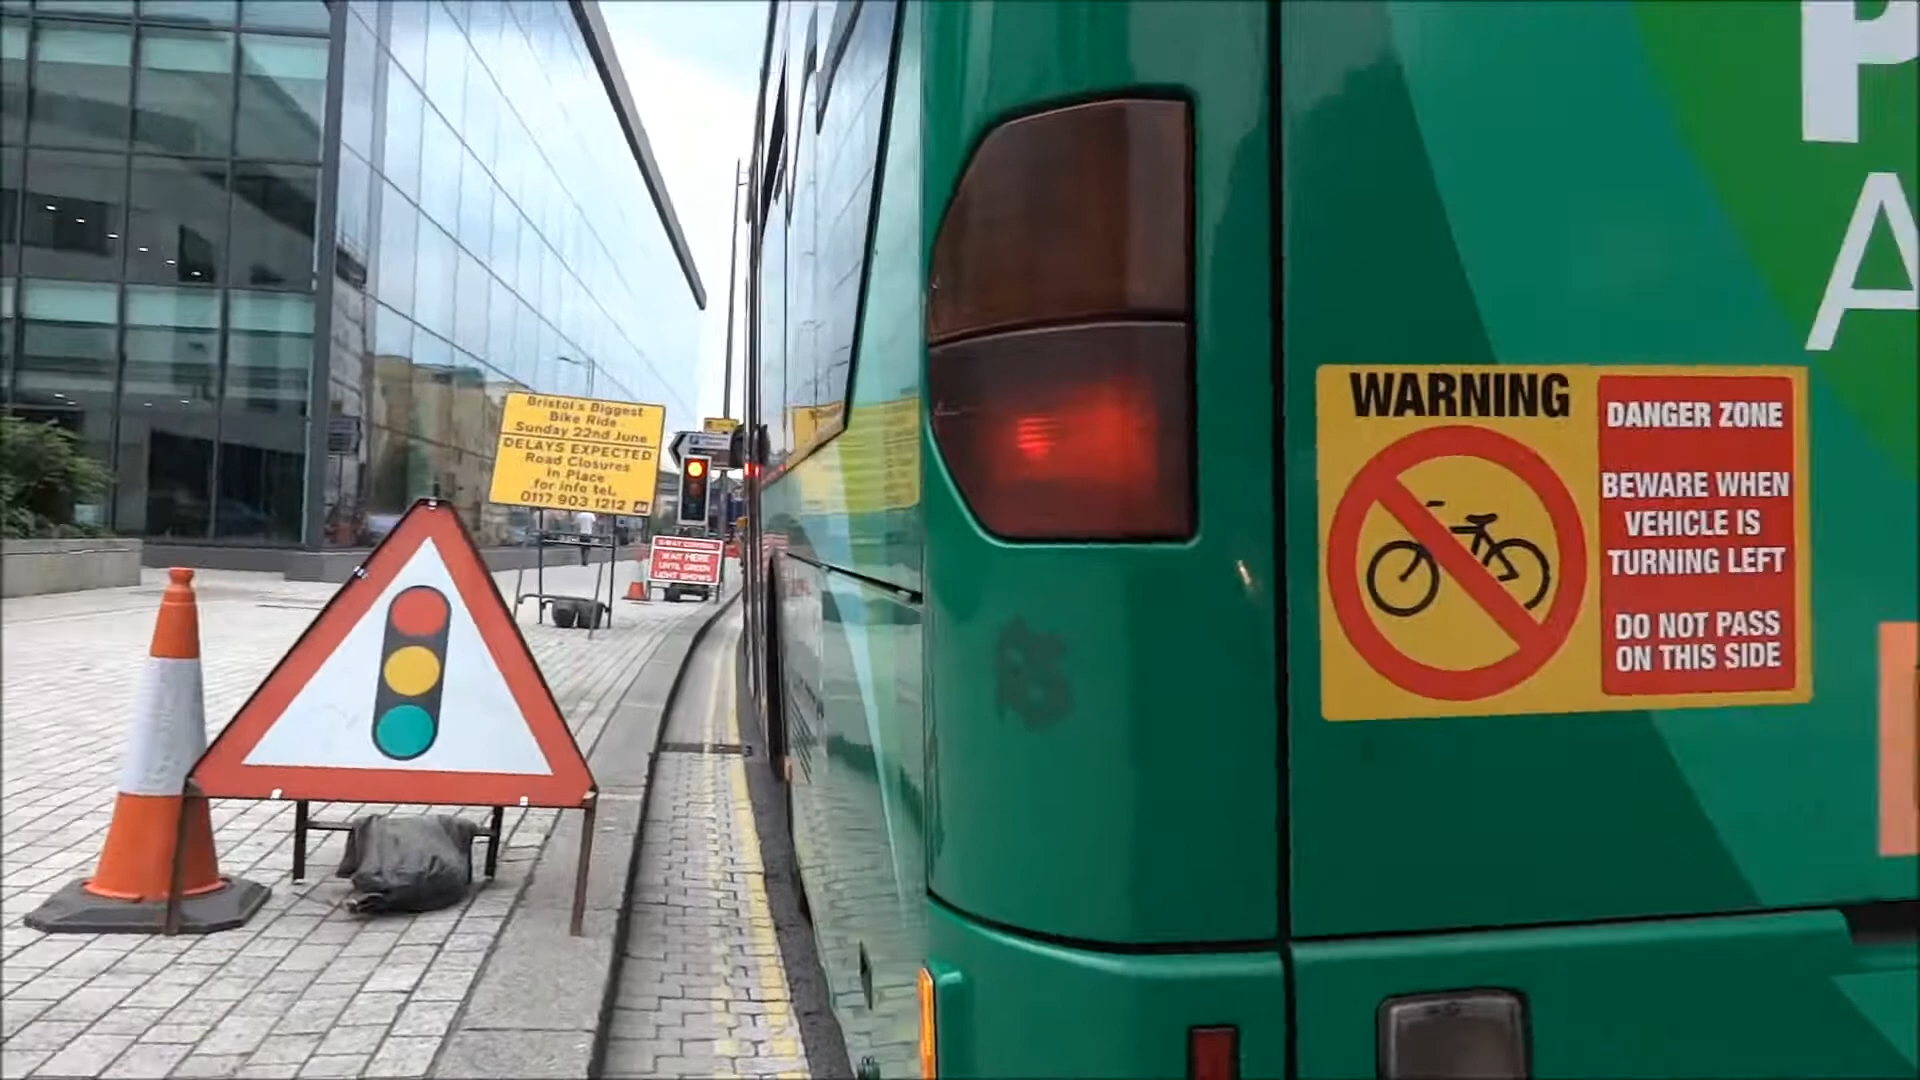 Bristol's Biggest
Bike Ride
Sunday 22nd June
DELAYS EXPECTED
Road Closures
In Place
for info tel.
0117 903 1212
WAIT HERE
UNTIL GREEN
LIGHT SHOWS
P
A
WARNING
DANGER ZONE
BEWARE WHEN
VEHICLE IS
TURNING LEFT
DO NOT PASS
ON THIS SIDE